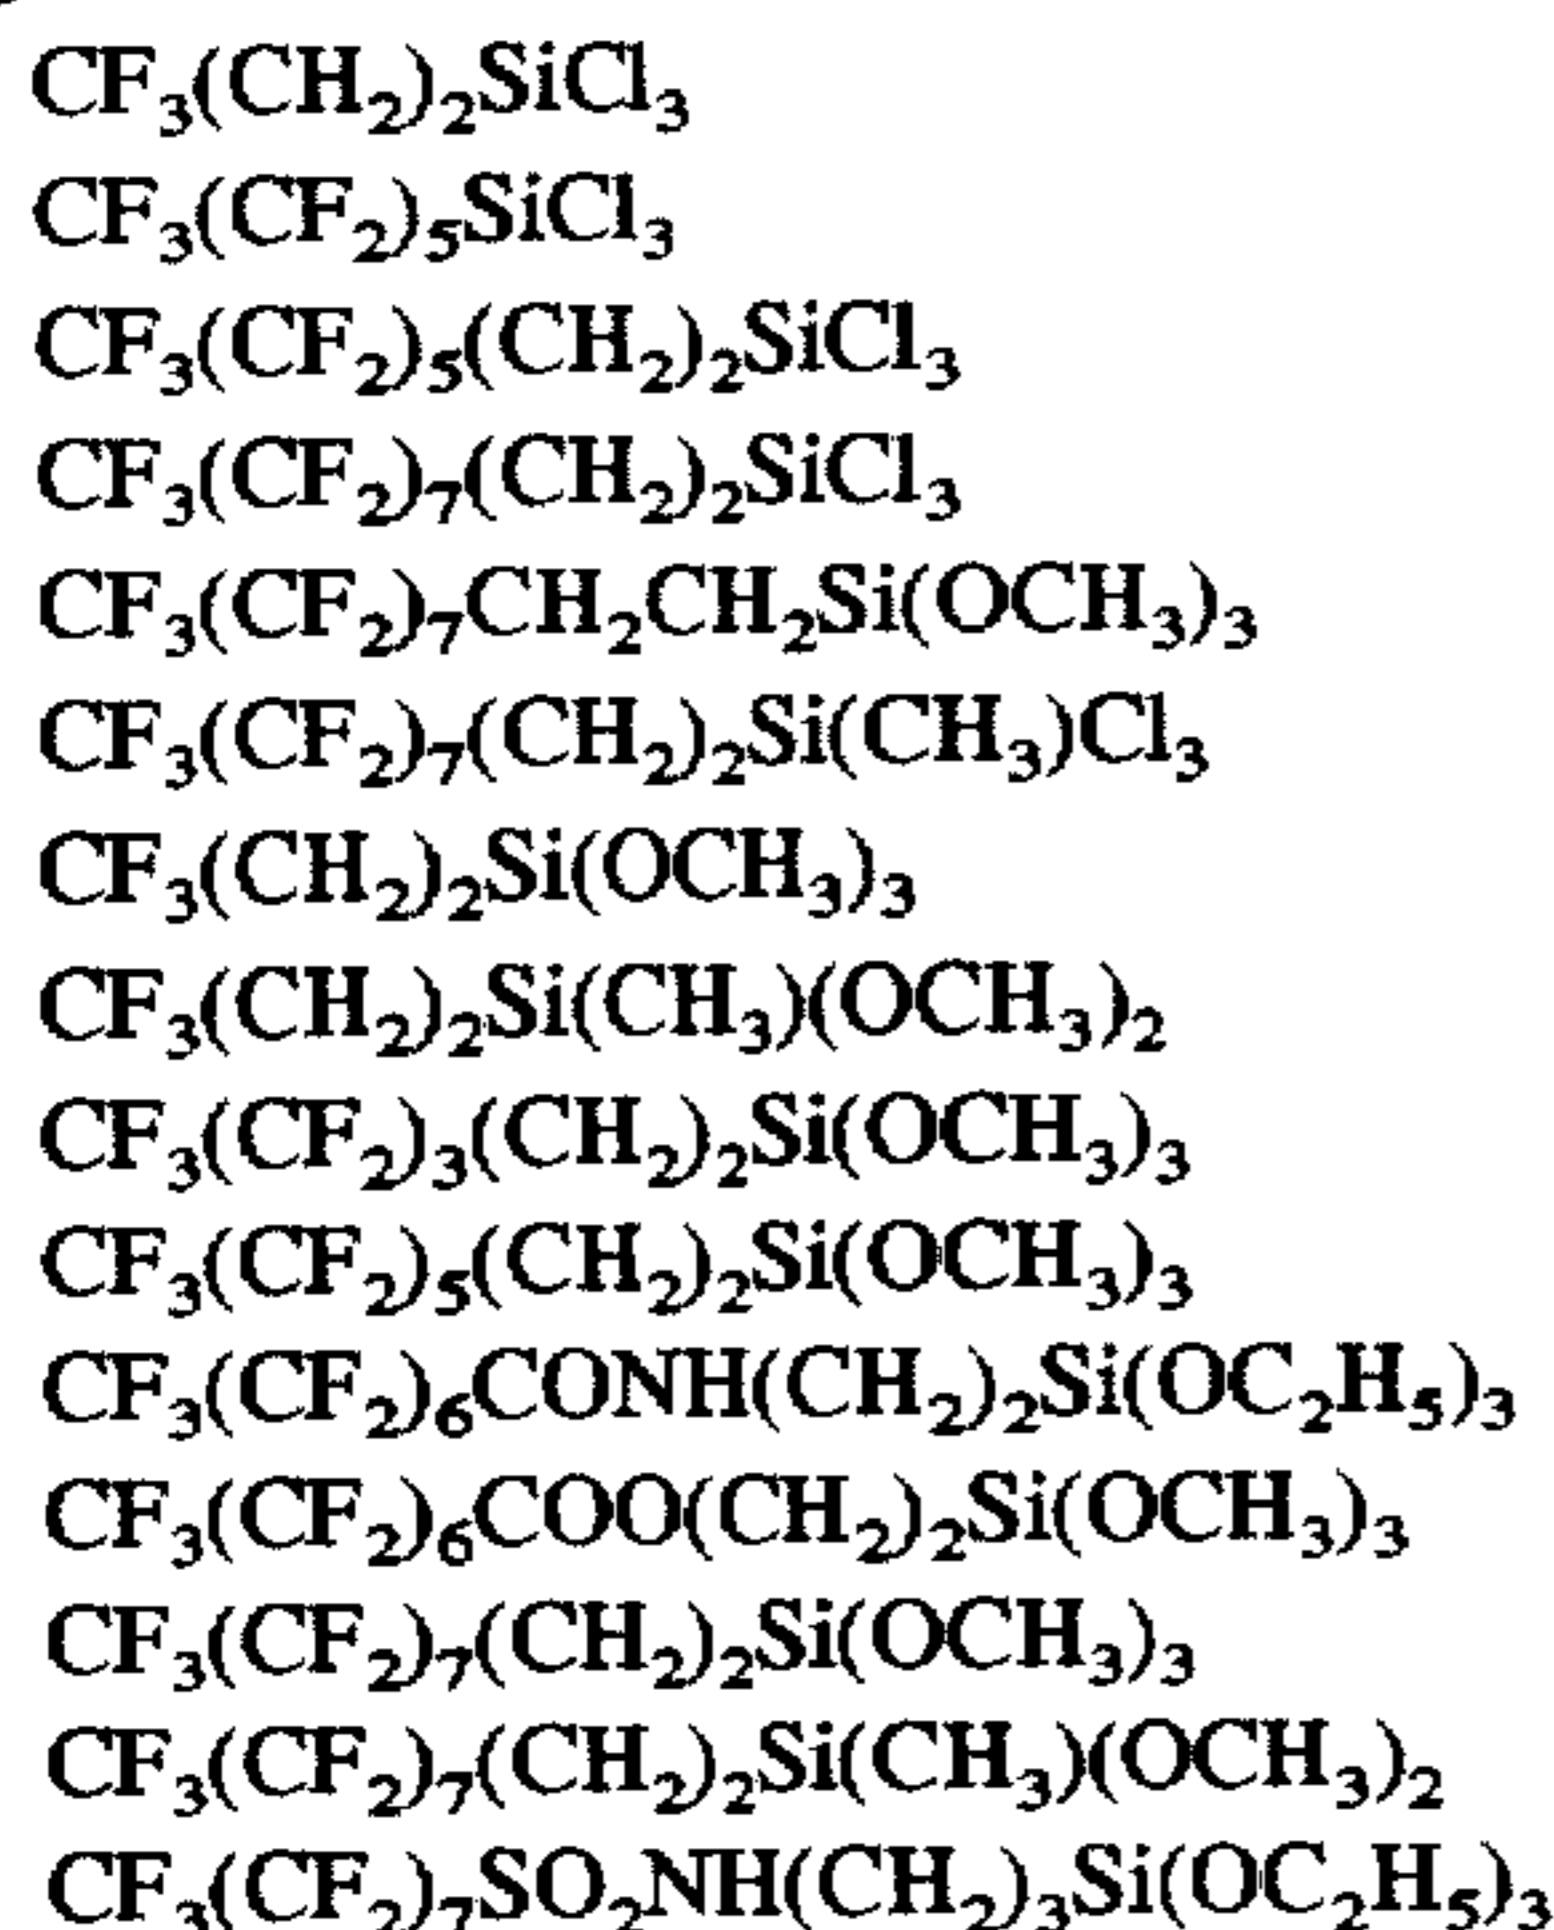 CF₃(CH₂)₂SiCl₃
CF₃(CF₂)₅SiCl₃
CF₃(CF₂)₅(CH₂)₂SiCl₃
CF₃(CF₂)₇(CH₂)₂SiCl₃
CF₃(CF₂)₇CH₂CH₂Si(OCH₃)₃
CF₃(CF₂)₇(CH₂)₂Si(CH₃)Cl₃
CF₃(CH₂)₂Si(OCH₃)₃
CF₃(CH₂)₂Si(CH₃)(OCH₃)₂
CF₃(CF₂)₃(CH₂)₂Si(OCH₃)₃
CF₃(CF₂)₅(CH₂)₂Si(OCH₃)₃
CF₃(CF₂)₆CONH(CH₂)₂Si(OC₂H₅)₃
CF₃(CF₂)₆COO(CH₂)₂Si(OCH₃)₃
CF₃(CF₂)₇(CH₂)₂Si(OCH₃)₃
CF₃(CF₂)₇(CH₂)₂Si(CH₃)(OCH₃)₂
CF₃(CF₂)₇SO₂NH(CH₂)₃Si(OC₂H₅)₃